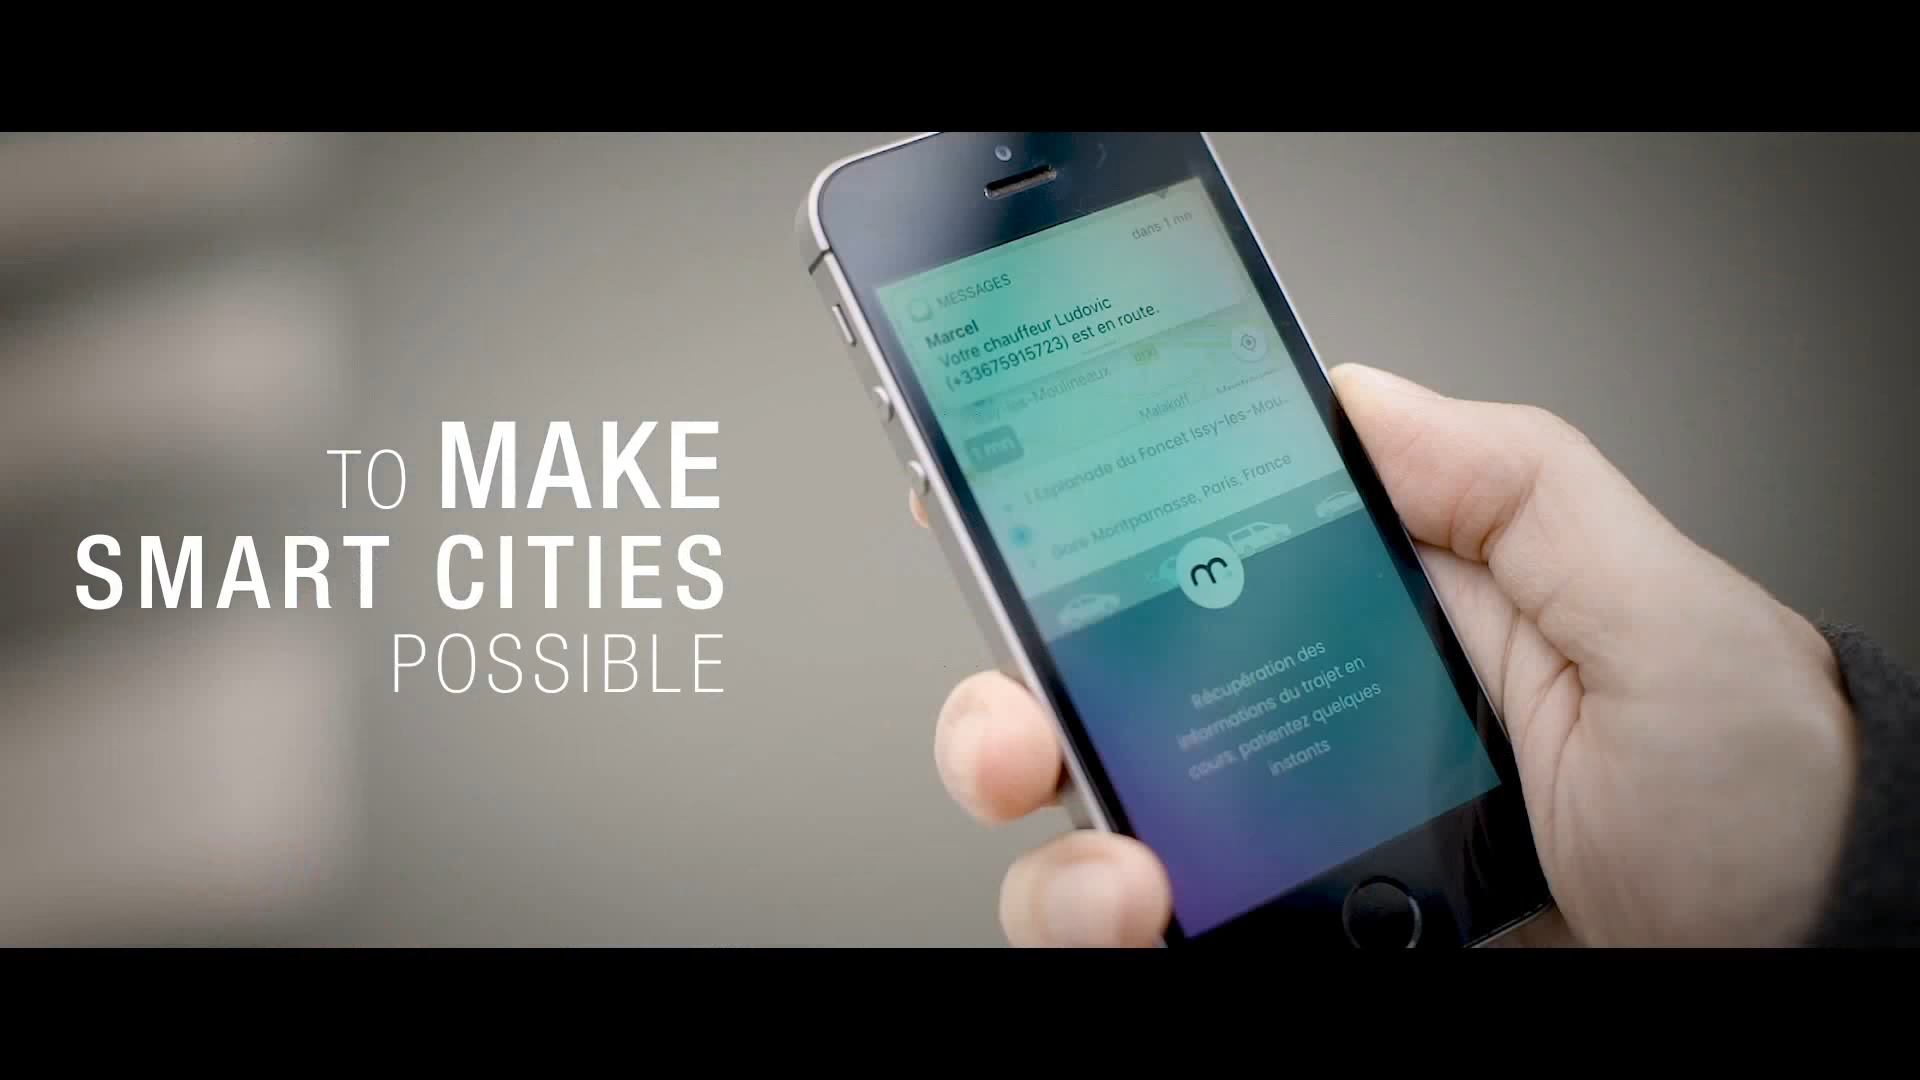 TO MAKE
SMART CITIES
POSSIBLE
dans 1 mn
MESSAGES
Marcel
Votre chauffeur Ludovic
(+33675915723) est en route.
les-Moulineaux
Malakoff
1 mn
1 Esplanade du Foncet Issy-les-Mou...
Gare Montparnasse, Paris, France
m
Récupération des
informations du trajet en
cours, patientez quelques
instants